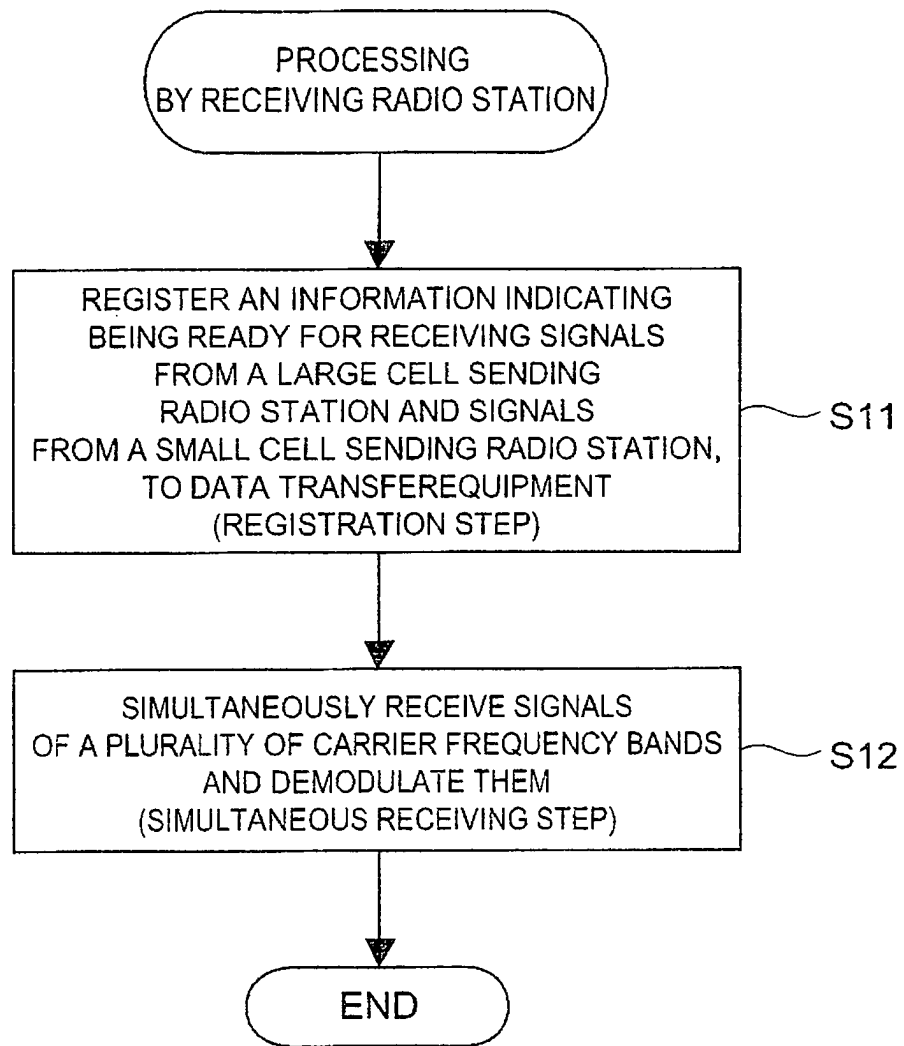 PROCESSING
BY RECEIVING RADIO STATION
REGISTER AN INFORMATION INDICATING
BEING READY FOR RECEIVING SIGNALS
FROM A LARGE CELL SENDING
RADIO STATION AND SIGNALS
FROM A SMALL CELL SENDING RADIO STATION,
TO DATA TRANSFEREQUIPMENT
(REGISTRATION STEP)
S11
SIMULTANEOUSLY RECEIVE SIGNALS
OF A PLURALITY OF CARRIER FREQUENCY BANDS
AND DEMODULATE THEM
(SIMULTANEOUS RECEIVING STEP)
S12
END